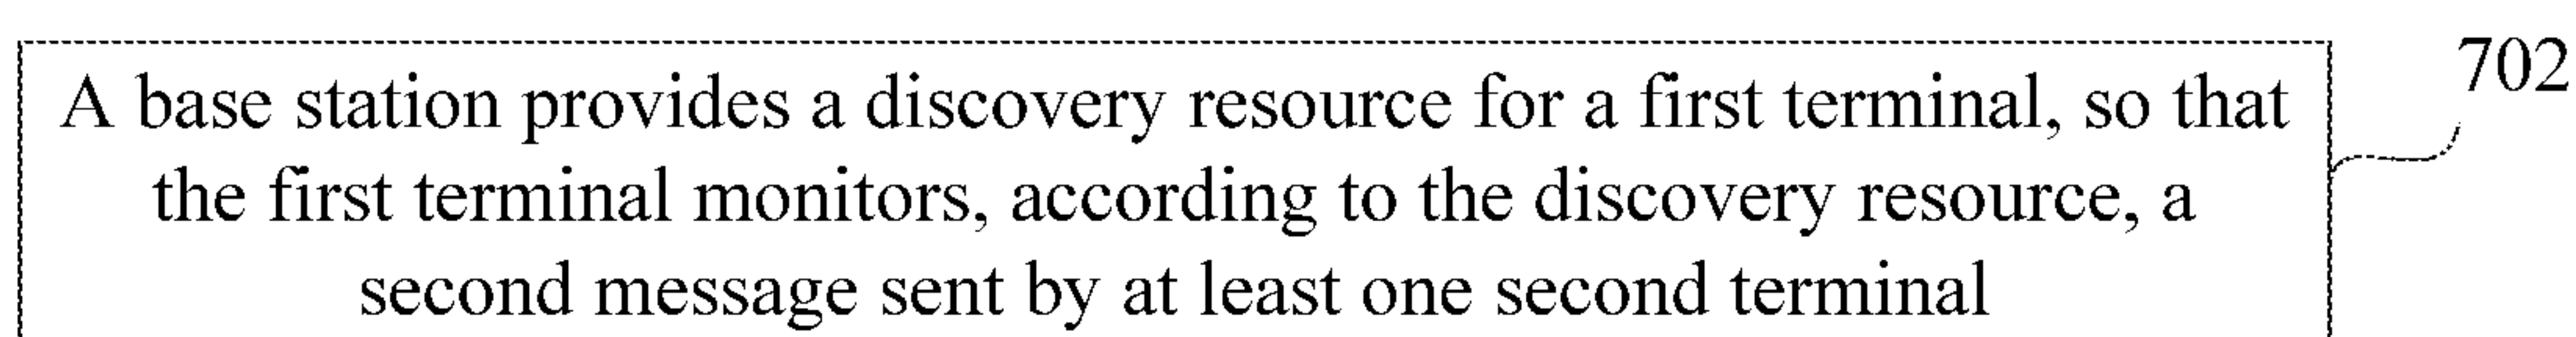 A base station provides a discovery resource for a first terminal, so that
the first terminal monitors, according to the discovery resource, a
second message sent by at least one second terminal
702